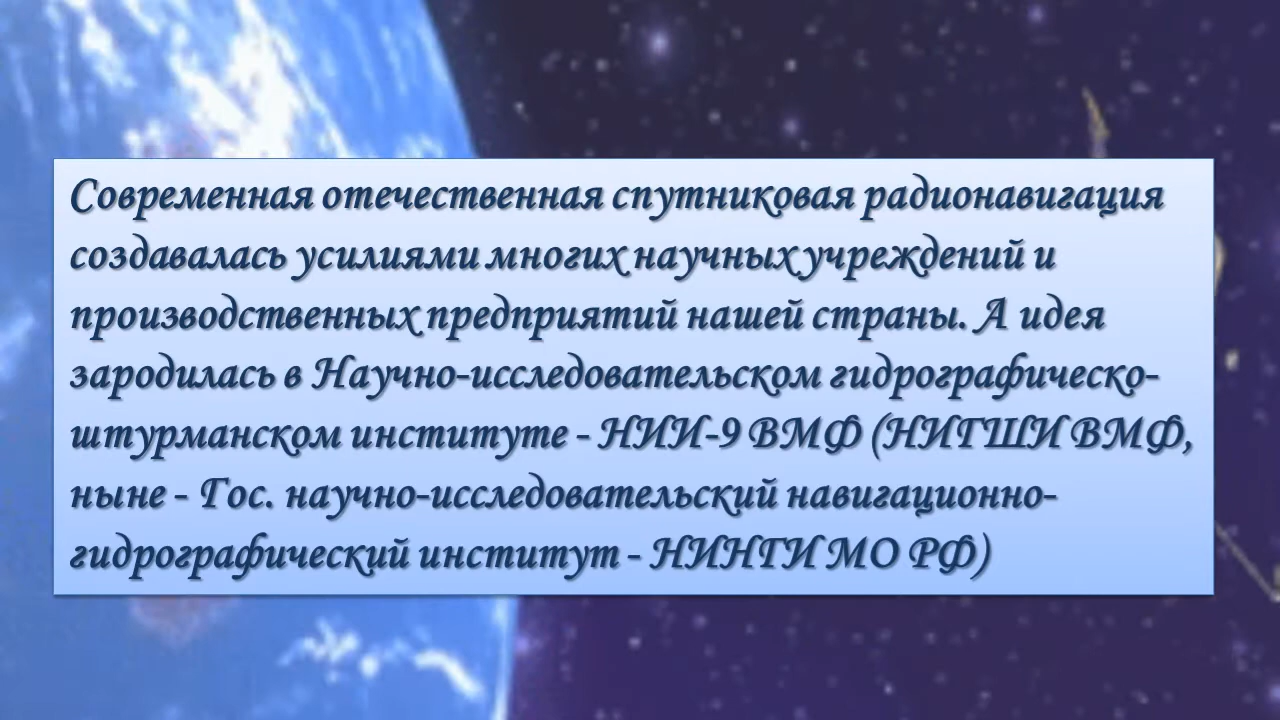 Современная отечественная спутниковая радионавигация
создавалась усилиями многих научных учреждений и
производственных предприятий нашей страны. А идея
зародилась в Научно-исследовательском гидрографическо-
штурманском институте - НИИ-9 ВМФ (НИГШИ ВМФ,
ныне - Гос. научно-исследовательский навигационно-
гидрографический институт - НИНГИ МО РФ)